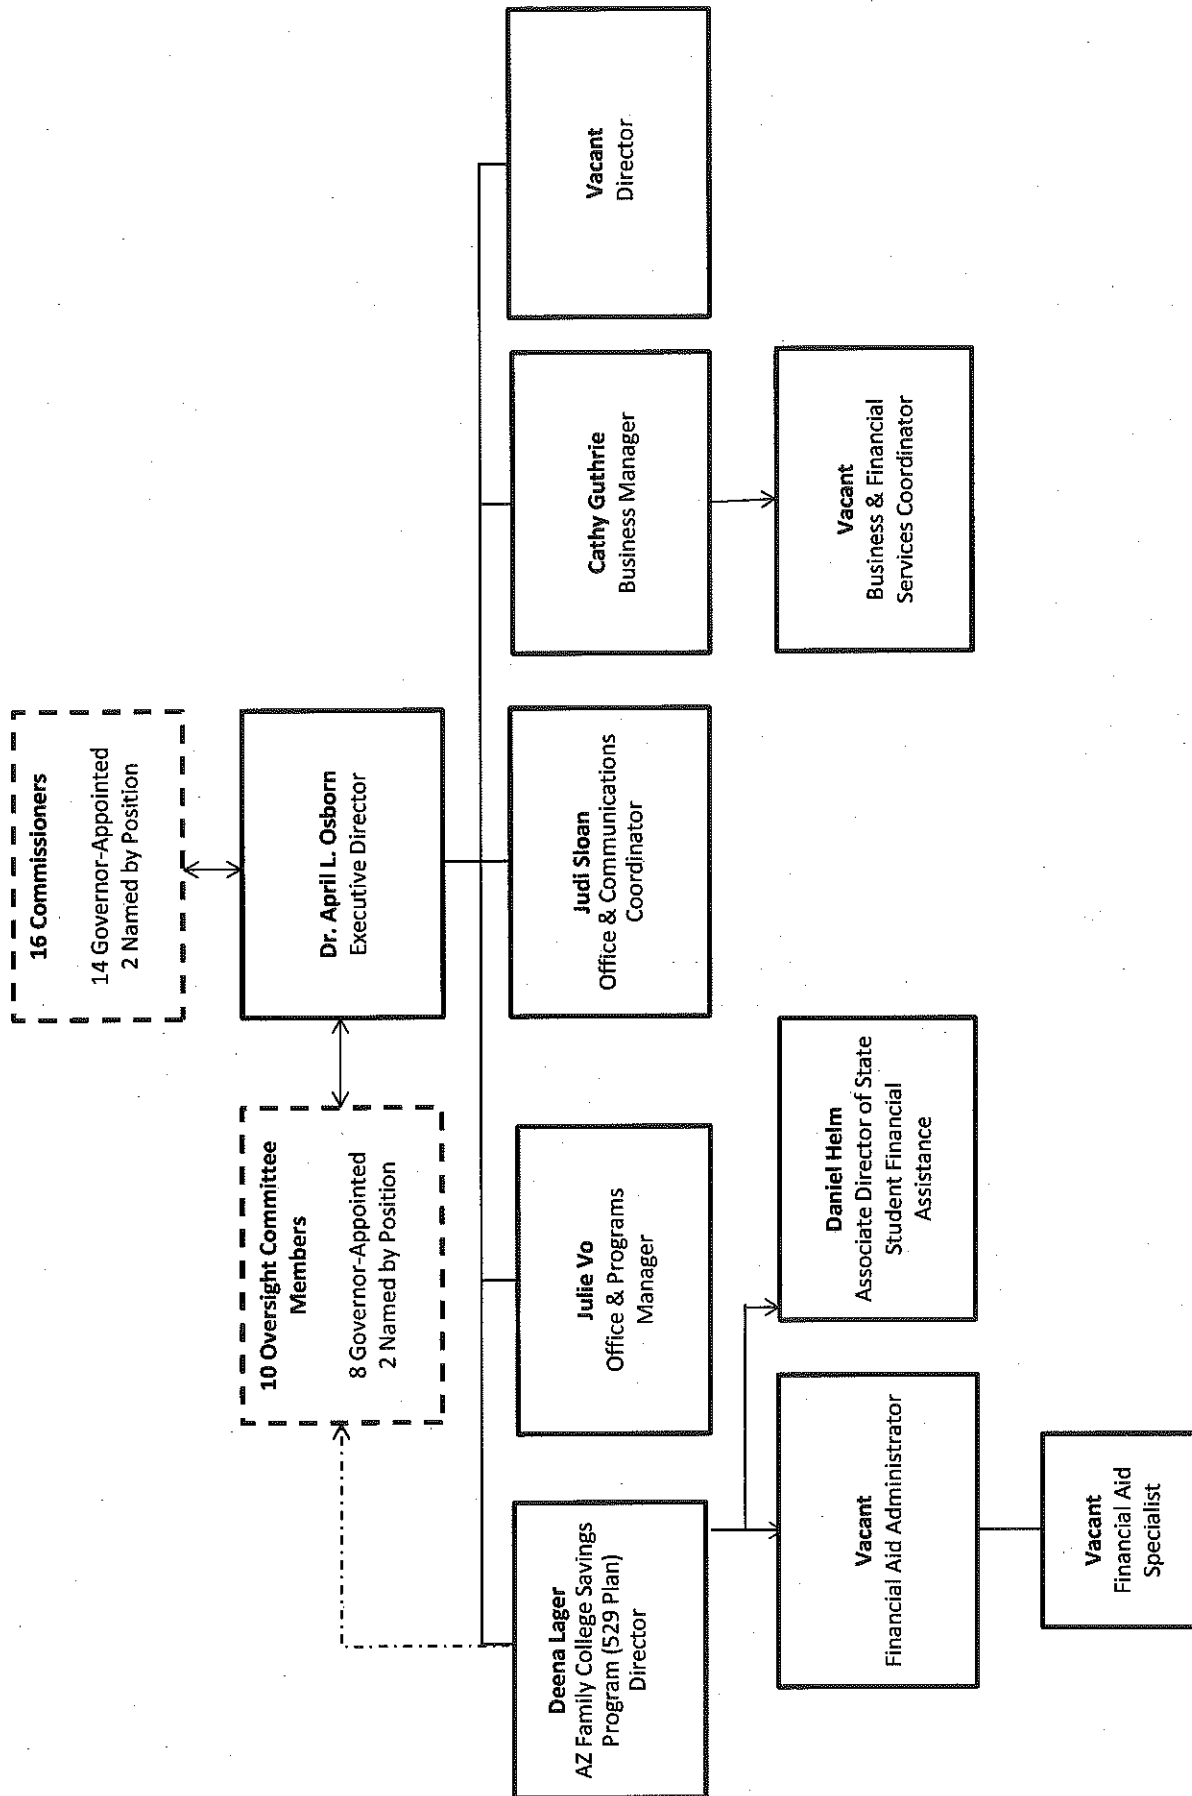 16 Commissioners
14 Governor-Appointed
2 Named by Position
10 Oversight Committee
Members
8 Governor-Appointed
2 Named by Position
Dr. April L. Osborn
Executive Director
Deena Lager
AZ Family College Savings
Program (529 Plan)
Director
Julie Vo
Office & Programs
Manager
Judi Sloan
Office & Communications
Coordinator
Cathy Guthrie
Business Manager
Vacant
Director
Vacant
Financial Aid Administrator
Daniel Helm
Associate Director of State
Student Financial
Assistance
Vacant
Business & Financial
Services Coordinator
Vacant
Financial Aid
Specialist